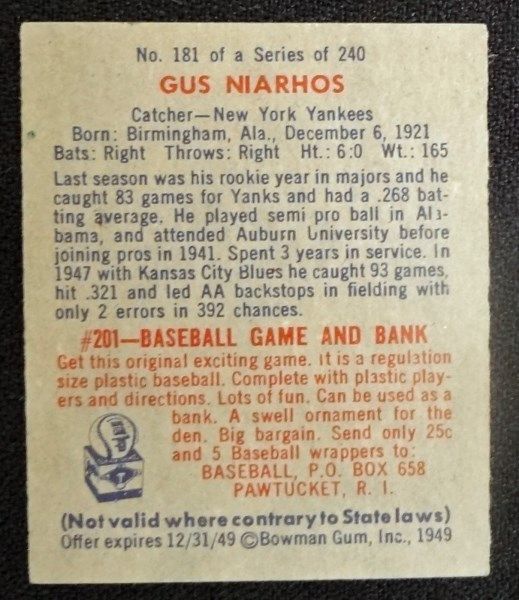 No. 181 of a Series of 240
GUS NIARHOS
Catcher—New York Yankees
Born: Birmingham, Ala., December 6, 1921
Bats: Right Throws: Right Ht.: 6:0 Wt.: 165
Last season was his rookie year in majors and he
caught 83 games for Yanks and had a .268 bat-
ting average. He played semi pro ball in Ala-
bama, and attended Auburn University before
joining pros in 1941. Spent 3 years in service. In
1947 with Kansas City Blues he caught 93 games,
hit .321 and led AA backstops in fielding with
only 2 errors in 392 chances.
#201—BASEBALL GAME AND BANK
Get this original exciting game. It is a regulation
size plastic baseball. Complete with plastic play-
ers and directions. Lots of fun. Can be used as a
bank. A swell ornament for the
den. Big bargain. Send only 25c
and 5 Baseball wrappers to:
BASEBALL, P.O. BOX 658
PAWTUCKET, R. I.
(Not valid where contrary to State laws)
Offer expires 12/31/49 ©Bowman Gum, Inc., 1949